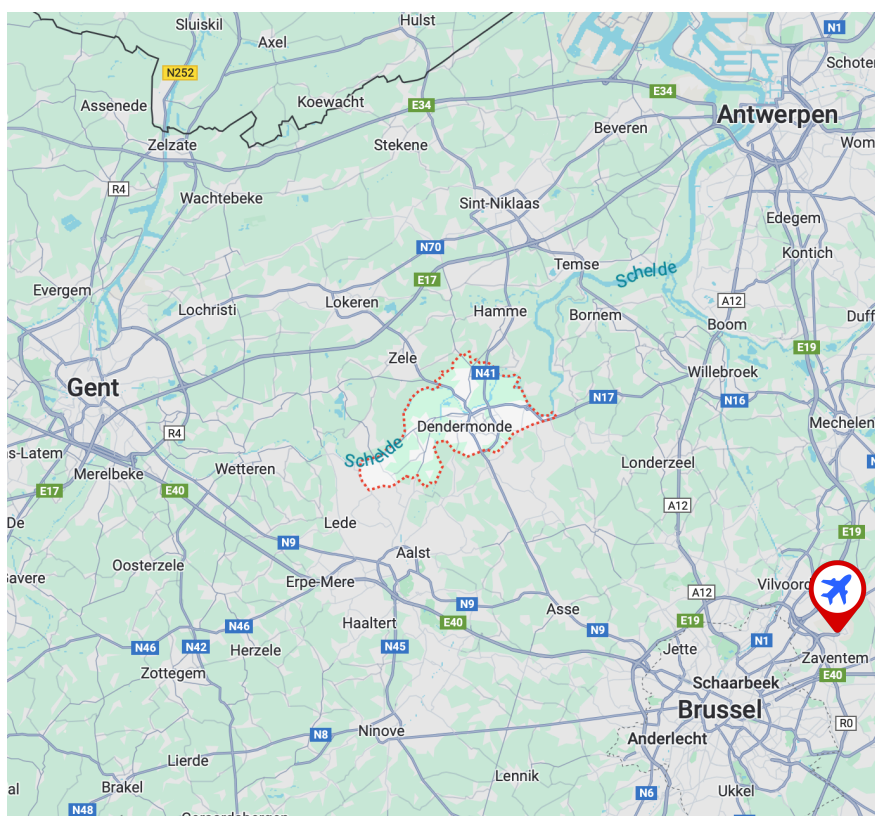 Sluiskil
Hulst
N1
Axel
Schoten
N252
E34
Assenede
Koewacht
E34
Antwerpen
Beveren
Zelzate
Stekene
Wom
R4
Wachtebeke
Sint-Niklaas
Edegem
N70
Kontich
Temse
Schelde
E17
Evergem
Lokeren
A12
Lochristi
Hamme
Bornem
Duff
Boom
E19
Zele
N41
Willebroek
Gent
N17
N16
Dendermonde
Mechelen
R4
Schelde
s-Latem
Londerzeel
Wetteren
N
Merelbeke
E17
E40
A12
De
Lede
E19
N9
Aalst
Oosterzele
Bavere
Erpe-Mere
Vilvoord
A12
N9
Asse
Haaltert
E40
E19
N46
N9
N1
N46
N42
Herzele
N45
Jette
Zaventem
Zottegem
E40
Schaarbeek
Brussel
R0
Ninove
N8
Anderlecht
Lierde
Lennik
al
Brakel
Ukkel
N6
N48